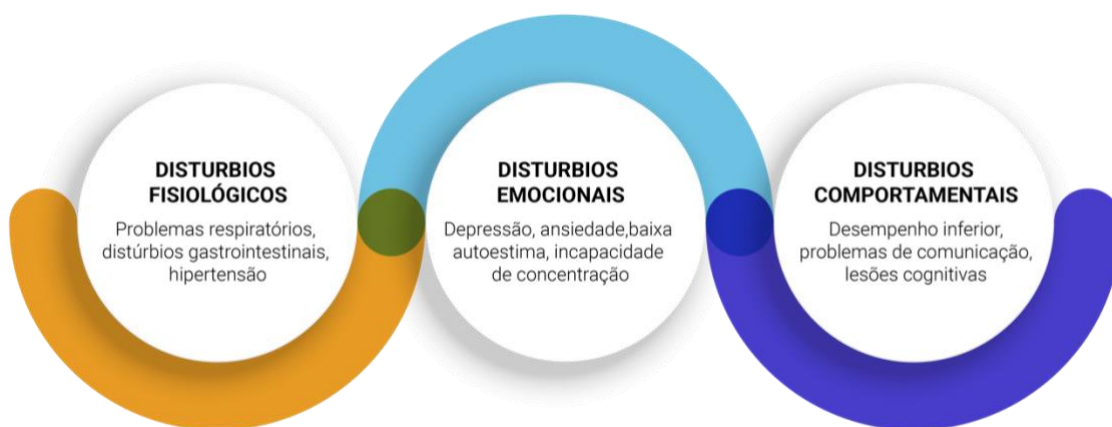 DISTURBIOS
FISIOLÓGICOS
Problemas respiratórios,
distúrbios gastrointestinais,
hipertensão
DISTURBIOS
EMOCIONAIS
Depressão, ansiedade,baixa
autoestima, incapacidade
de concentração
DISTURBIOS
COMPORTAMENTAIS
Desempenho inferior,
problemas de comunicação,
lesões cognitivas